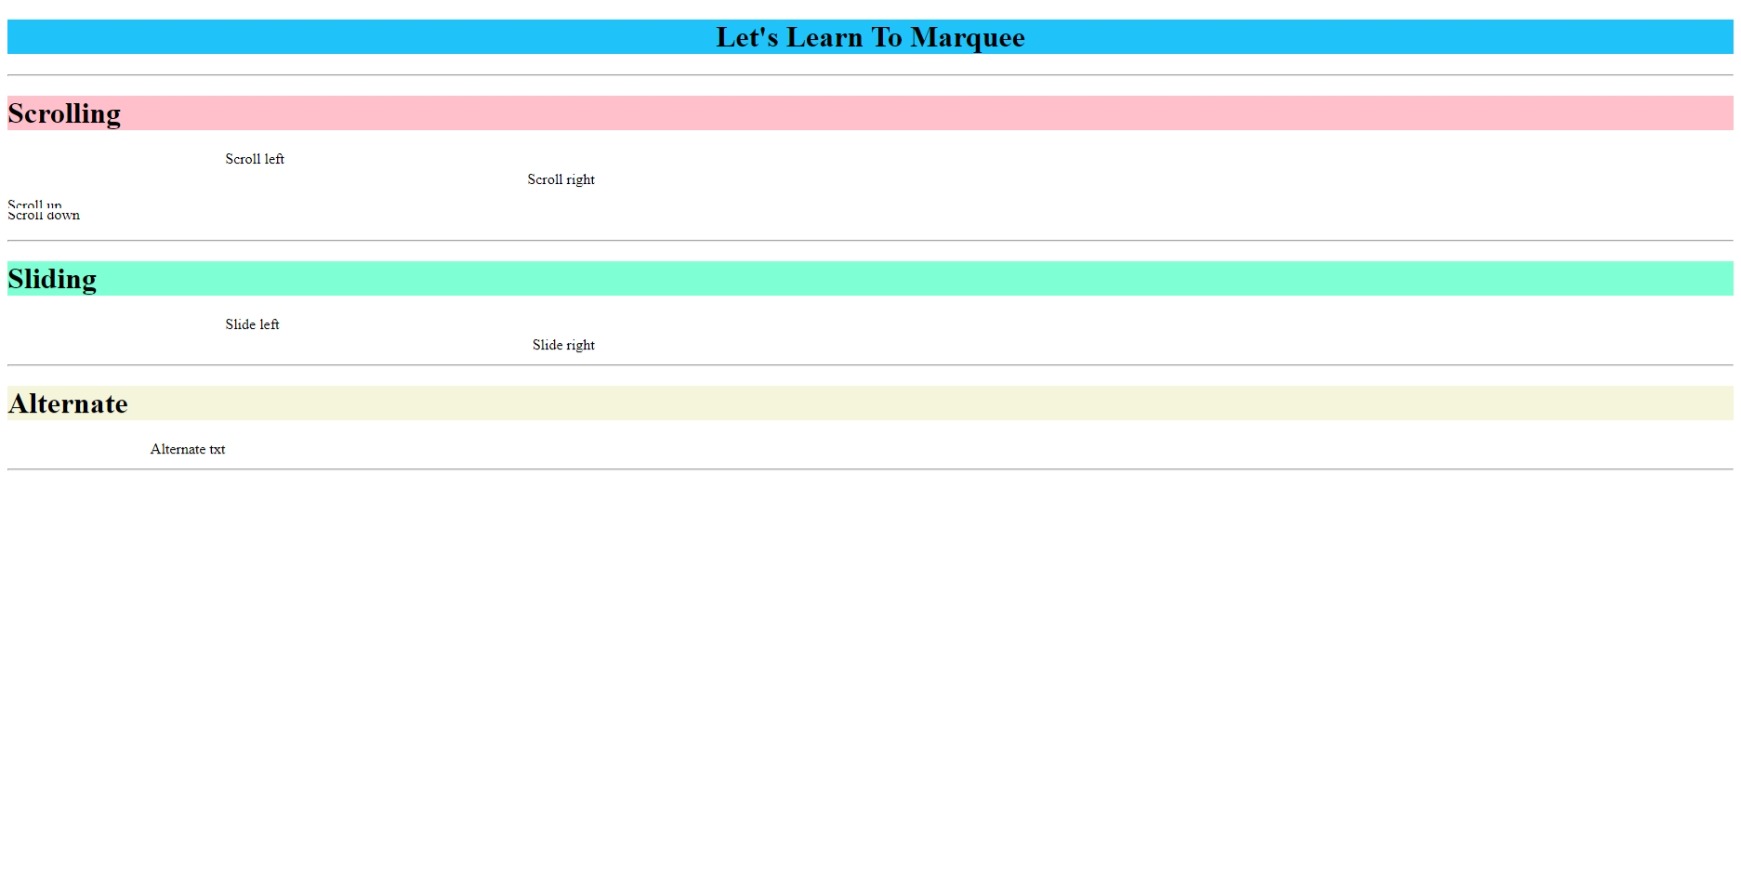 Let's Learn To Marquee
Scrolling
Scroll left
Scroll right
Scroll up
Scroll down
Sliding
Slide left
Slide right
Alternate
Alternate txt